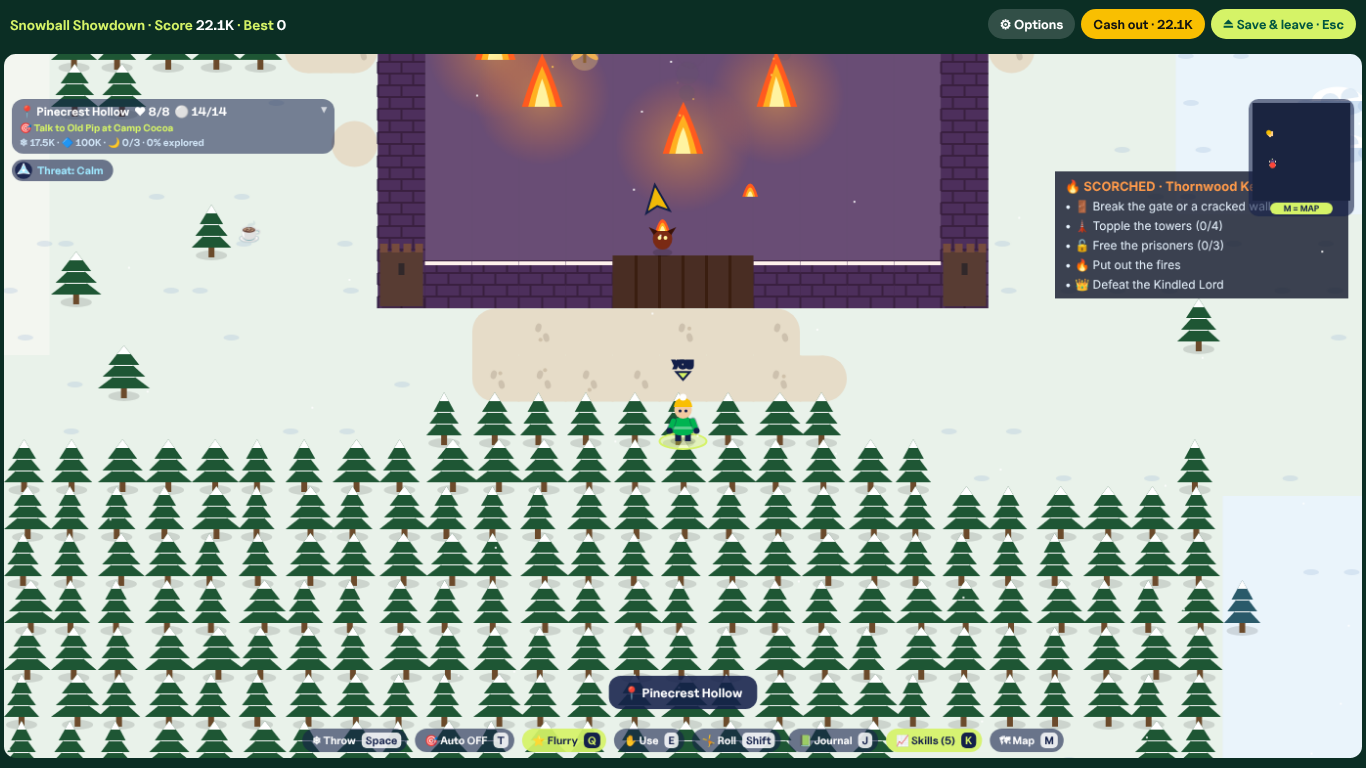 Snowball Showdown · Score 22.1K · Best 0
Options
Cash out · 22.1K
Save & leave · Esc
Pinecrest Hollow 8/8 14/14
Talk to Old Pip at Camp Cocoa
17.5K · 100K · 0/3 · 0% explored
Threat: Calm
SCORCHED · Thornwood
• Break the gate or a cracked
• Topple the towers (0/4)
• Free the prisoners (0/3)
• Put out the fires
• Defeat the Kindled Lord
M = MAP
YOU
Pinecrest Hollow
Throw Space
Auto OFF T
Flurry Q
Use E
Roll Shift
Journal J
Skills (5) K
Map M